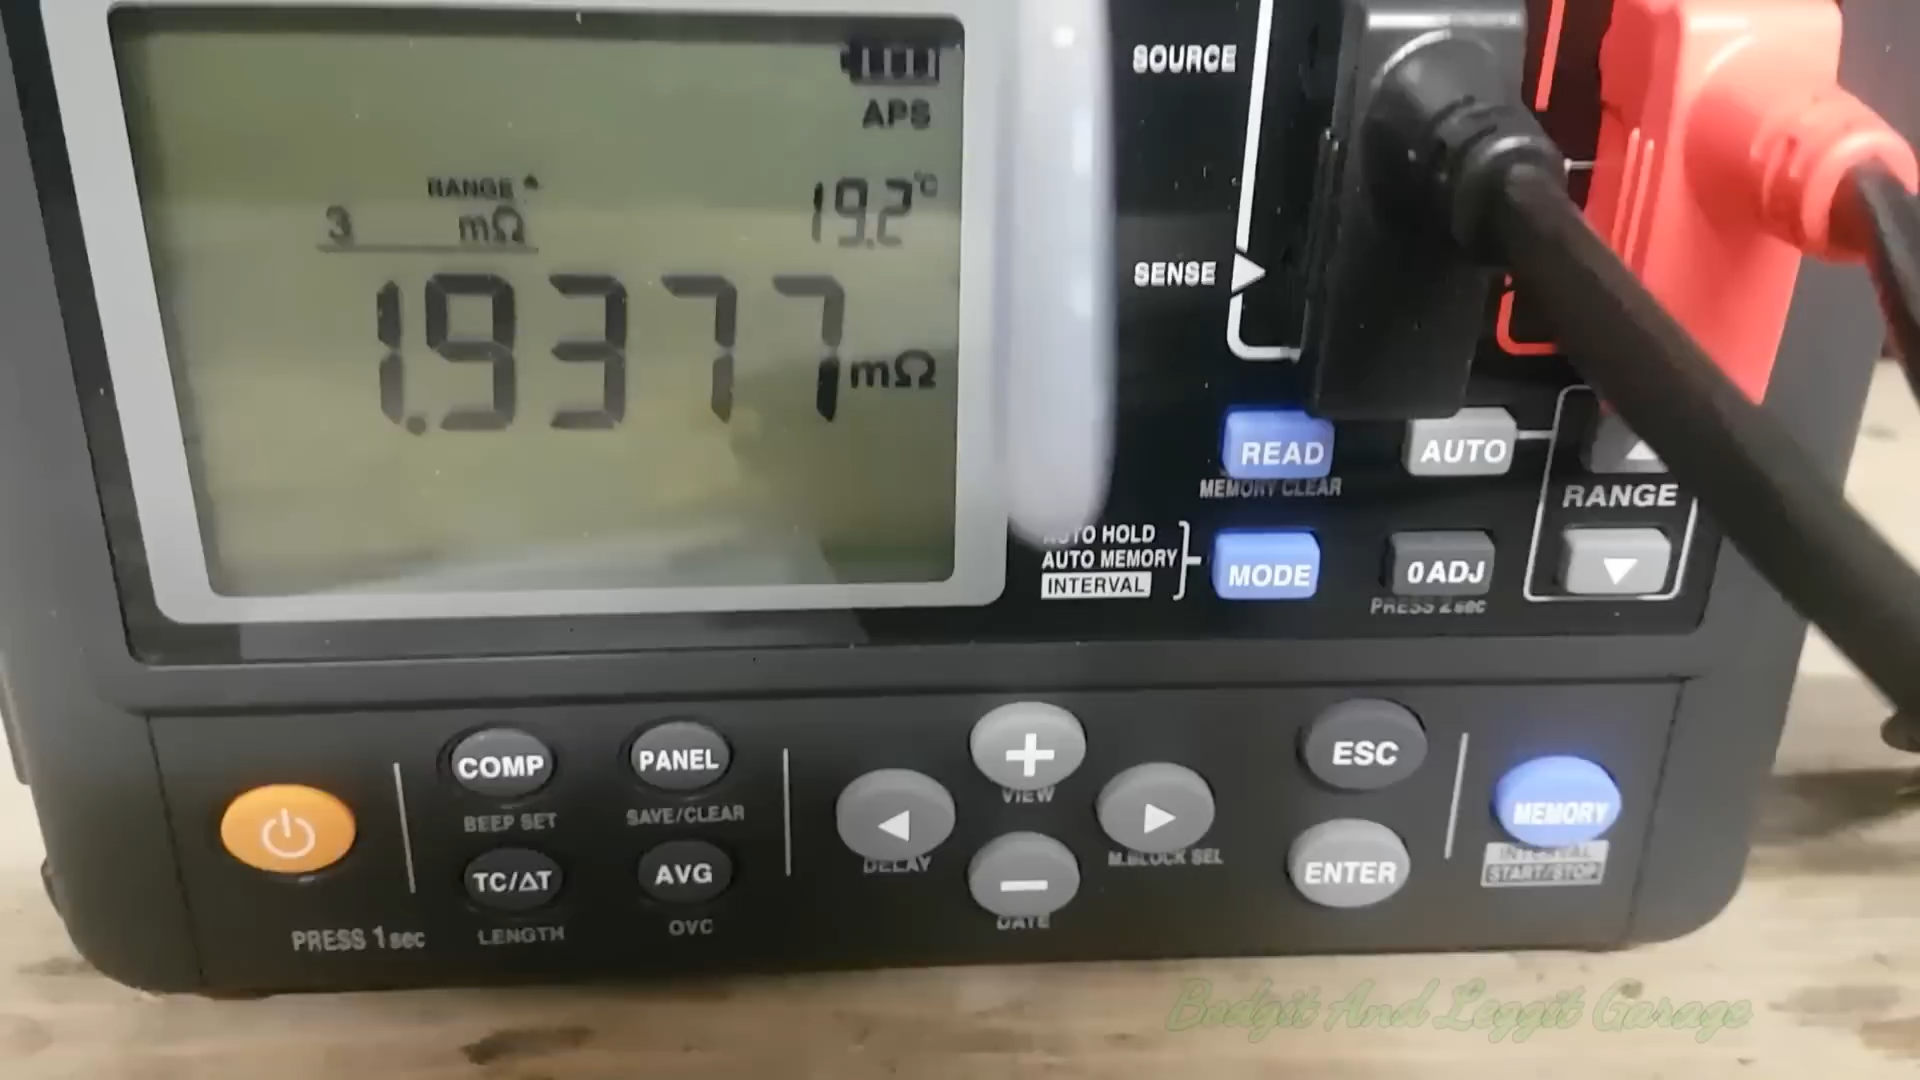 APS
RANGE
3 mΩ
19.2°C
1.9377 mΩ
SOURCE
SENSE
READ
MEMORY CLEAR
AUTO
RANGE
AUTO HOLD
AUTO MEMORY
INTERVAL
MODE
0 ADJ
PRESS 2 sec
COMP
BEEP SET
PANEL
SAVE/CLEAR
TC/ΔT
LENGTH
AVG
OVC
PRESS 1 sec
+
VIEW
DELAY
M.BLOCK SEL
−
DATE
ESC
ENTER
MEMORY
INTERVAL
START/STOP
Bodgit And Leggit Garage